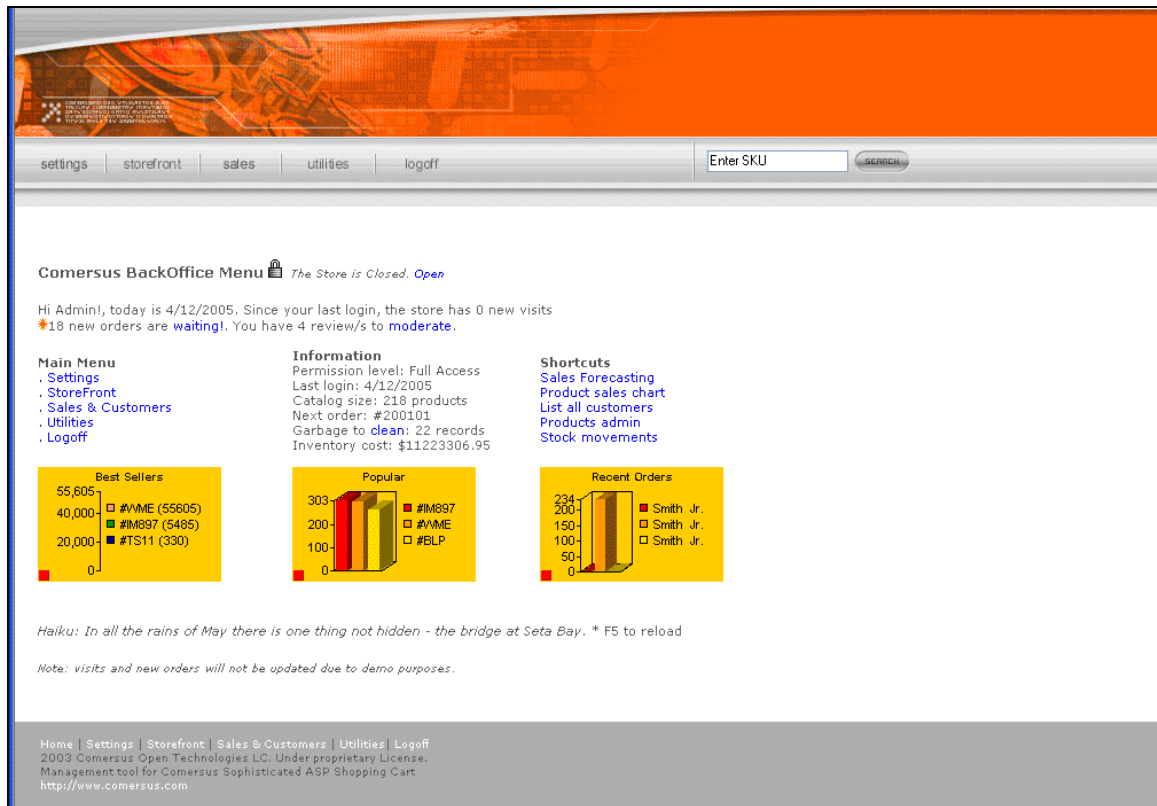 settings storefront sales utilities logoff Enter SKU SEARCH
Comersus BackOffice Menu The Store is Closed. Open
Hi Admin!, today is 4/12/2005. Since your last login, the store has 0 new visits
18 new orders are waiting!. You have 4 review/s to moderate.
Main Menu
. Settings
. StoreFront
. Sales & Customers
. Utilities
. Logoff
Information
Permission level: Full Access
Last login: 4/12/2005
Catalog size: 218 products
Next order: #200101
Garbage to clean: 22 records
Inventory cost: $11223306.95
Shortcuts
Sales Forecasting
Product sales chart
List all customers
Products admin
Stock movements
Best Sellers
55,605
40,000
20,000
0
#WME (55605)
#IM897 (5485)
#TS11 (330)
Popular
303
200
100
0
#IM897
#WME
#BLP
Recent Orders
234
200
150
100
50
0
Smith Jr.
Smith Jr.
Smith Jr.
Haiku: In all the rains of May there is one thing not hidden - the bridge at Seta Bay. * F5 to reload
Note: visits and new orders will not be updated due to demo purposes.
Home | Settings | Storefront | Sales & Customers | Utilities | Logoff
2003 Comersus Open Technologies LC. Under proprietary License.
Management tool for Comersus Sophisticated ASP Shopping Cart
http://www.comersus.com